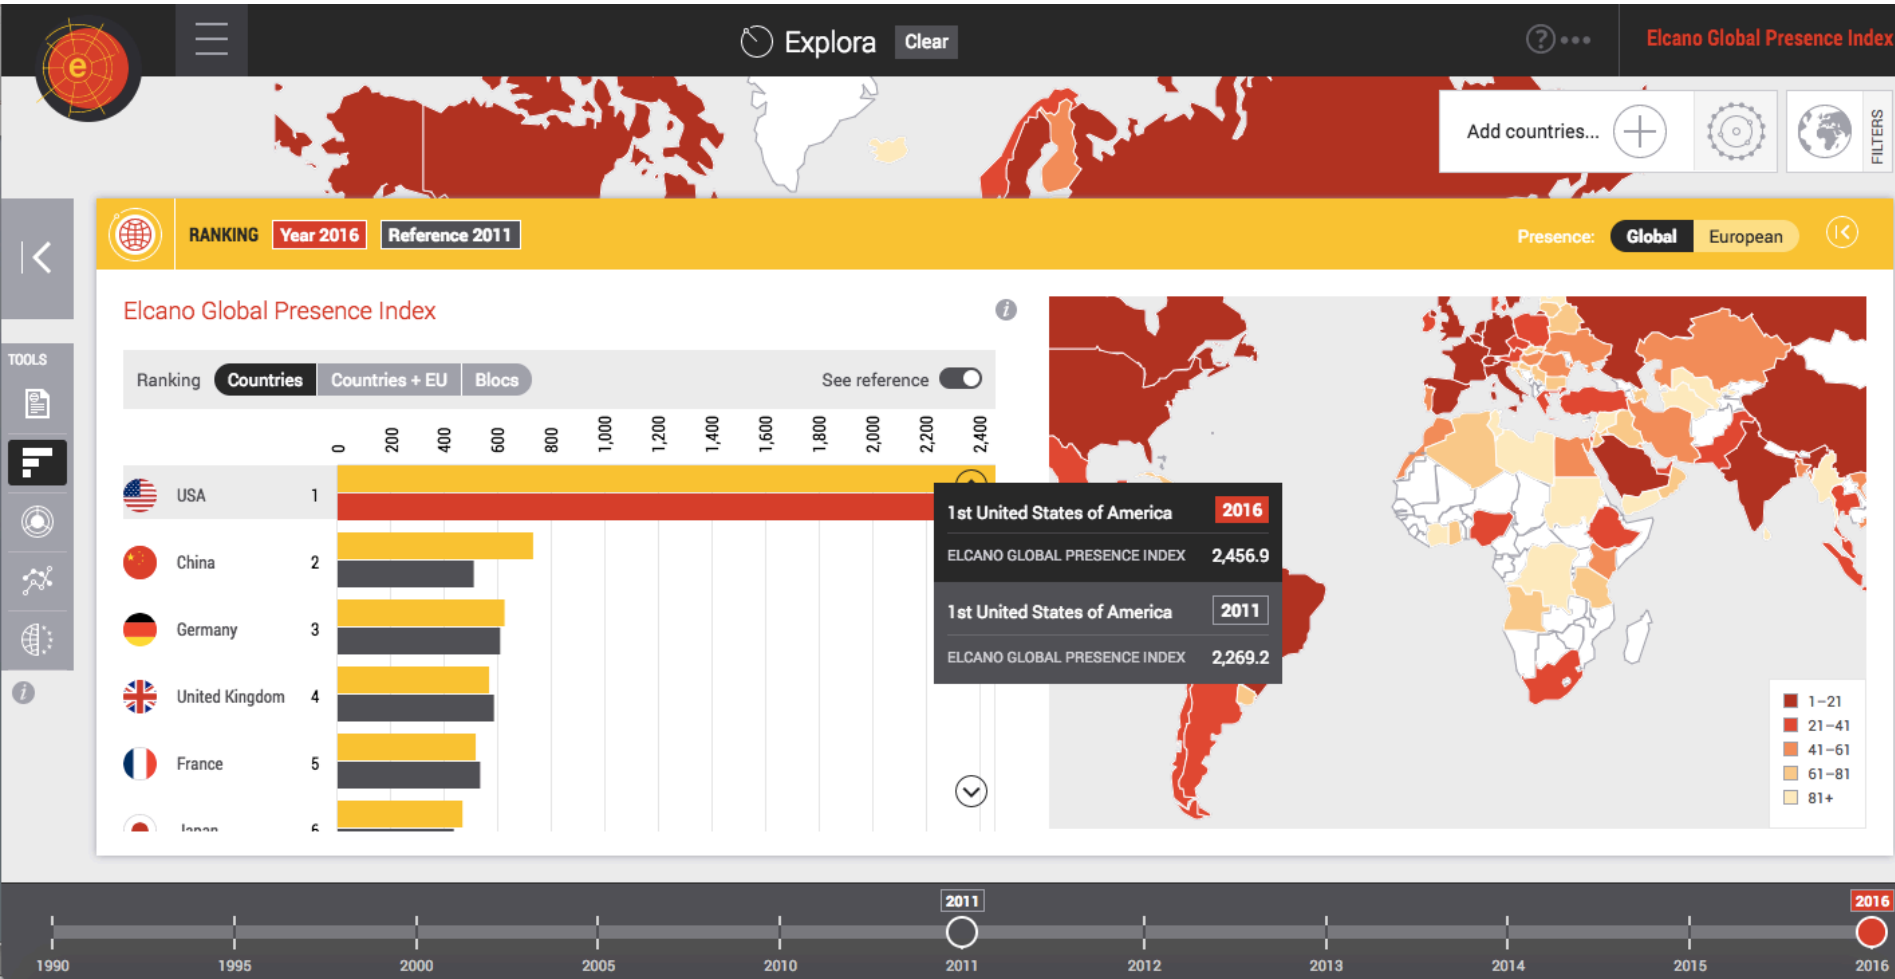 e
Explora
Clear
?
Elcano Global Presence Index
Add countries...
FILTERS
RANKING
Year 2016
Reference 2011
Presence:
Global
European
Elcano Global Presence Index
i
TOOLS
Ranking
Countries
Countries + EU
Blocs
See reference
0
200
400
600
800
1,000
1,200
1,400
1,600
1,800
2,000
2,200
2,400
USA 1
China 2
Germany 3
United Kingdom 4
France 5
Japan 6
1st United States of America 2016
ELCANO GLOBAL PRESENCE INDEX 2,456.9
1st United States of America 2011
ELCANO GLOBAL PRESENCE INDEX 2,269.2
1–21
21–41
41–61
61–81
81+
i
2011
2016
1990
1995
2000
2005
2010
2011
2012
2013
2014
2015
2016